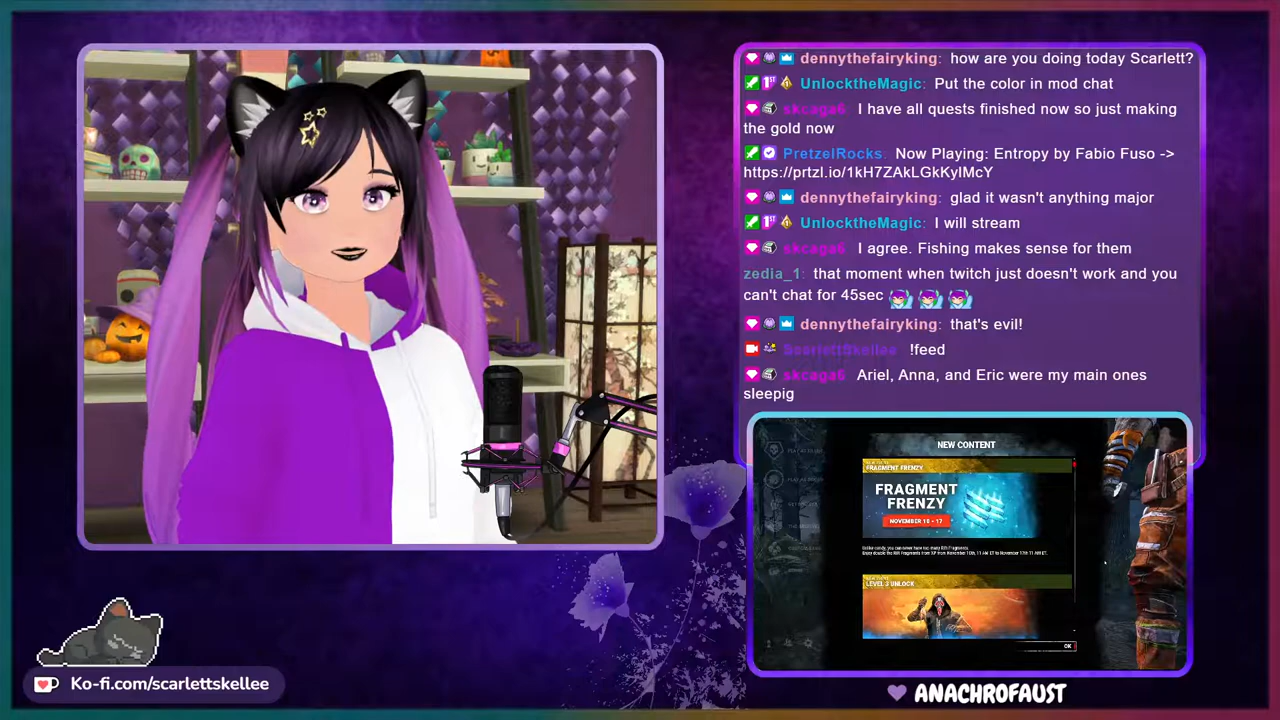 dennythefairyking: how are you doing today Scarlett?
UnlocktheMagic: Put the color in mod chat
skcaga6: I have all quests finished now so just making
the gold now
PretzelRocks: Now Playing: Entropy by Fabio Fuso ->
https://prtzl.io/1kH7ZAkLGkKylMcY
dennythefairyking: glad it wasn't anything major
UnlocktheMagic: I will stream
skcaga6: I agree. Fishing makes sense for them
zedia_1: that moment when twitch just doesn't work and you
can't chat for 45sec
dennythefairyking: that's evil!
ScarlettSkellee !feed
skcaga6: Ariel, Anna, and Eric were my main ones
sleepig
NEW CONTENT
FRAGMENT FRENZY
FRAGMENT
FRENZY
LEVEL 3 UNLOCK
OK
Ko-fi.com/scarlettskellee
ANACHROFAUST